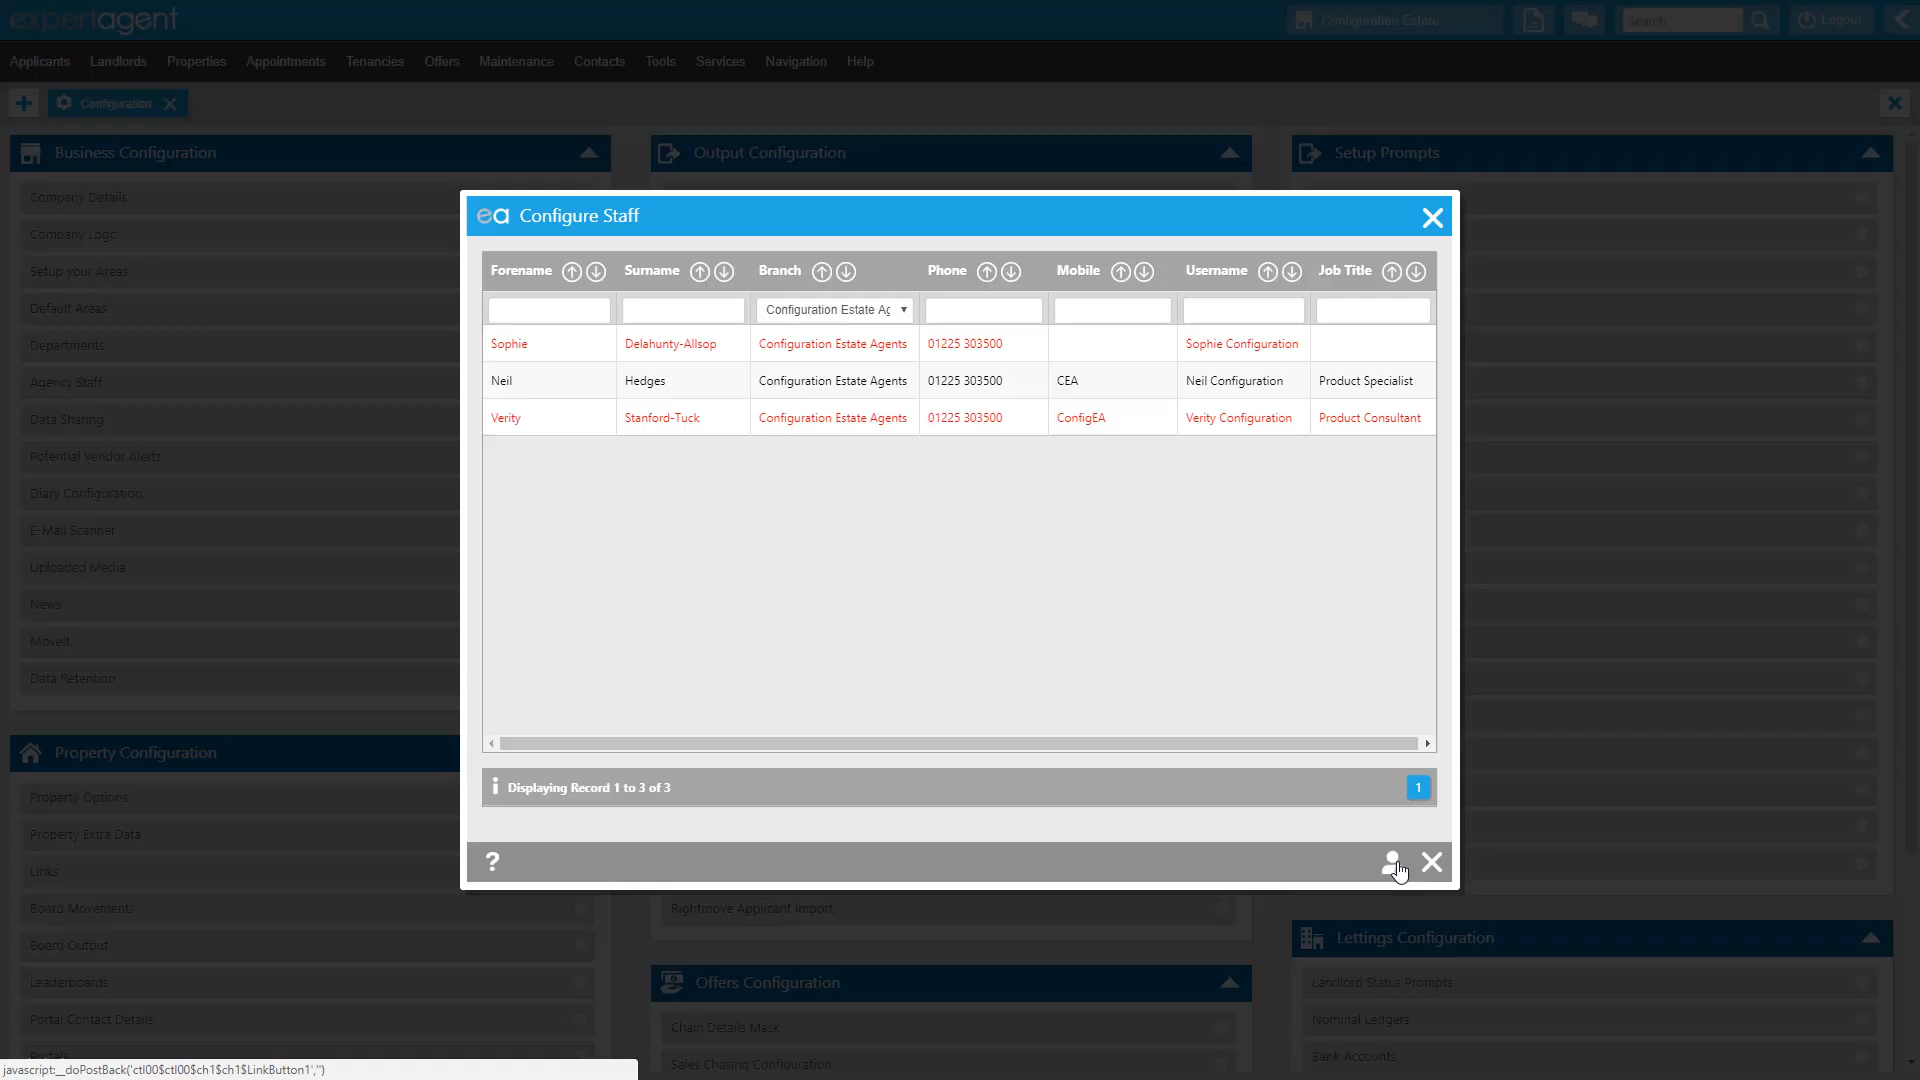 expertagent
Configuration Estate
Search
Logout
Applicants Landlords Properties Appointments Tenancies Offers Maintenance Contacts Tools Services Navigation Help
Configuration
Business Configuration
Company Details
Company Logo
Setup your Areas
Default Areas
Departments
Agency Staff
Data Sharing
Potential Vendor Alerts
Diary Configuration
E-Mail Scanner
Uploaded Media
News
MoveIt
Data Retention
Property Configuration
Property Options
Property Extra Data
Links
Board Movements
Board Output
Leaderboards
Portal Contact Details
Portals
Output Configuration
Setup Prompts
ea Configure Staff
Forename Surname Branch Phone Mobile Username Job Title
Configuration Estate Ag
Sophie Delahunty-Allsop Configuration Estate Agents 01225 303500 Sophie Configuration
Neil Hedges Configuration Estate Agents 01225 303500 CEA Neil Configuration Product Specialist
Verity Stanford-Tuck Configuration Estate Agents 01225 303500 ConfigEA Verity Configuration Product Consultant
Displaying Record 1 to 3 of 3
1
?
Rightmove Applicant Import
Offers Configuration
Chain Details Mask
Sales Chasing Configuration
Lettings Configuration
Landlord Status Prompts
Nominal Ledgers
Bank Accounts
javascript:__doPostBack('ctl00$ctl00$ch1$ch1$LinkButton1','')